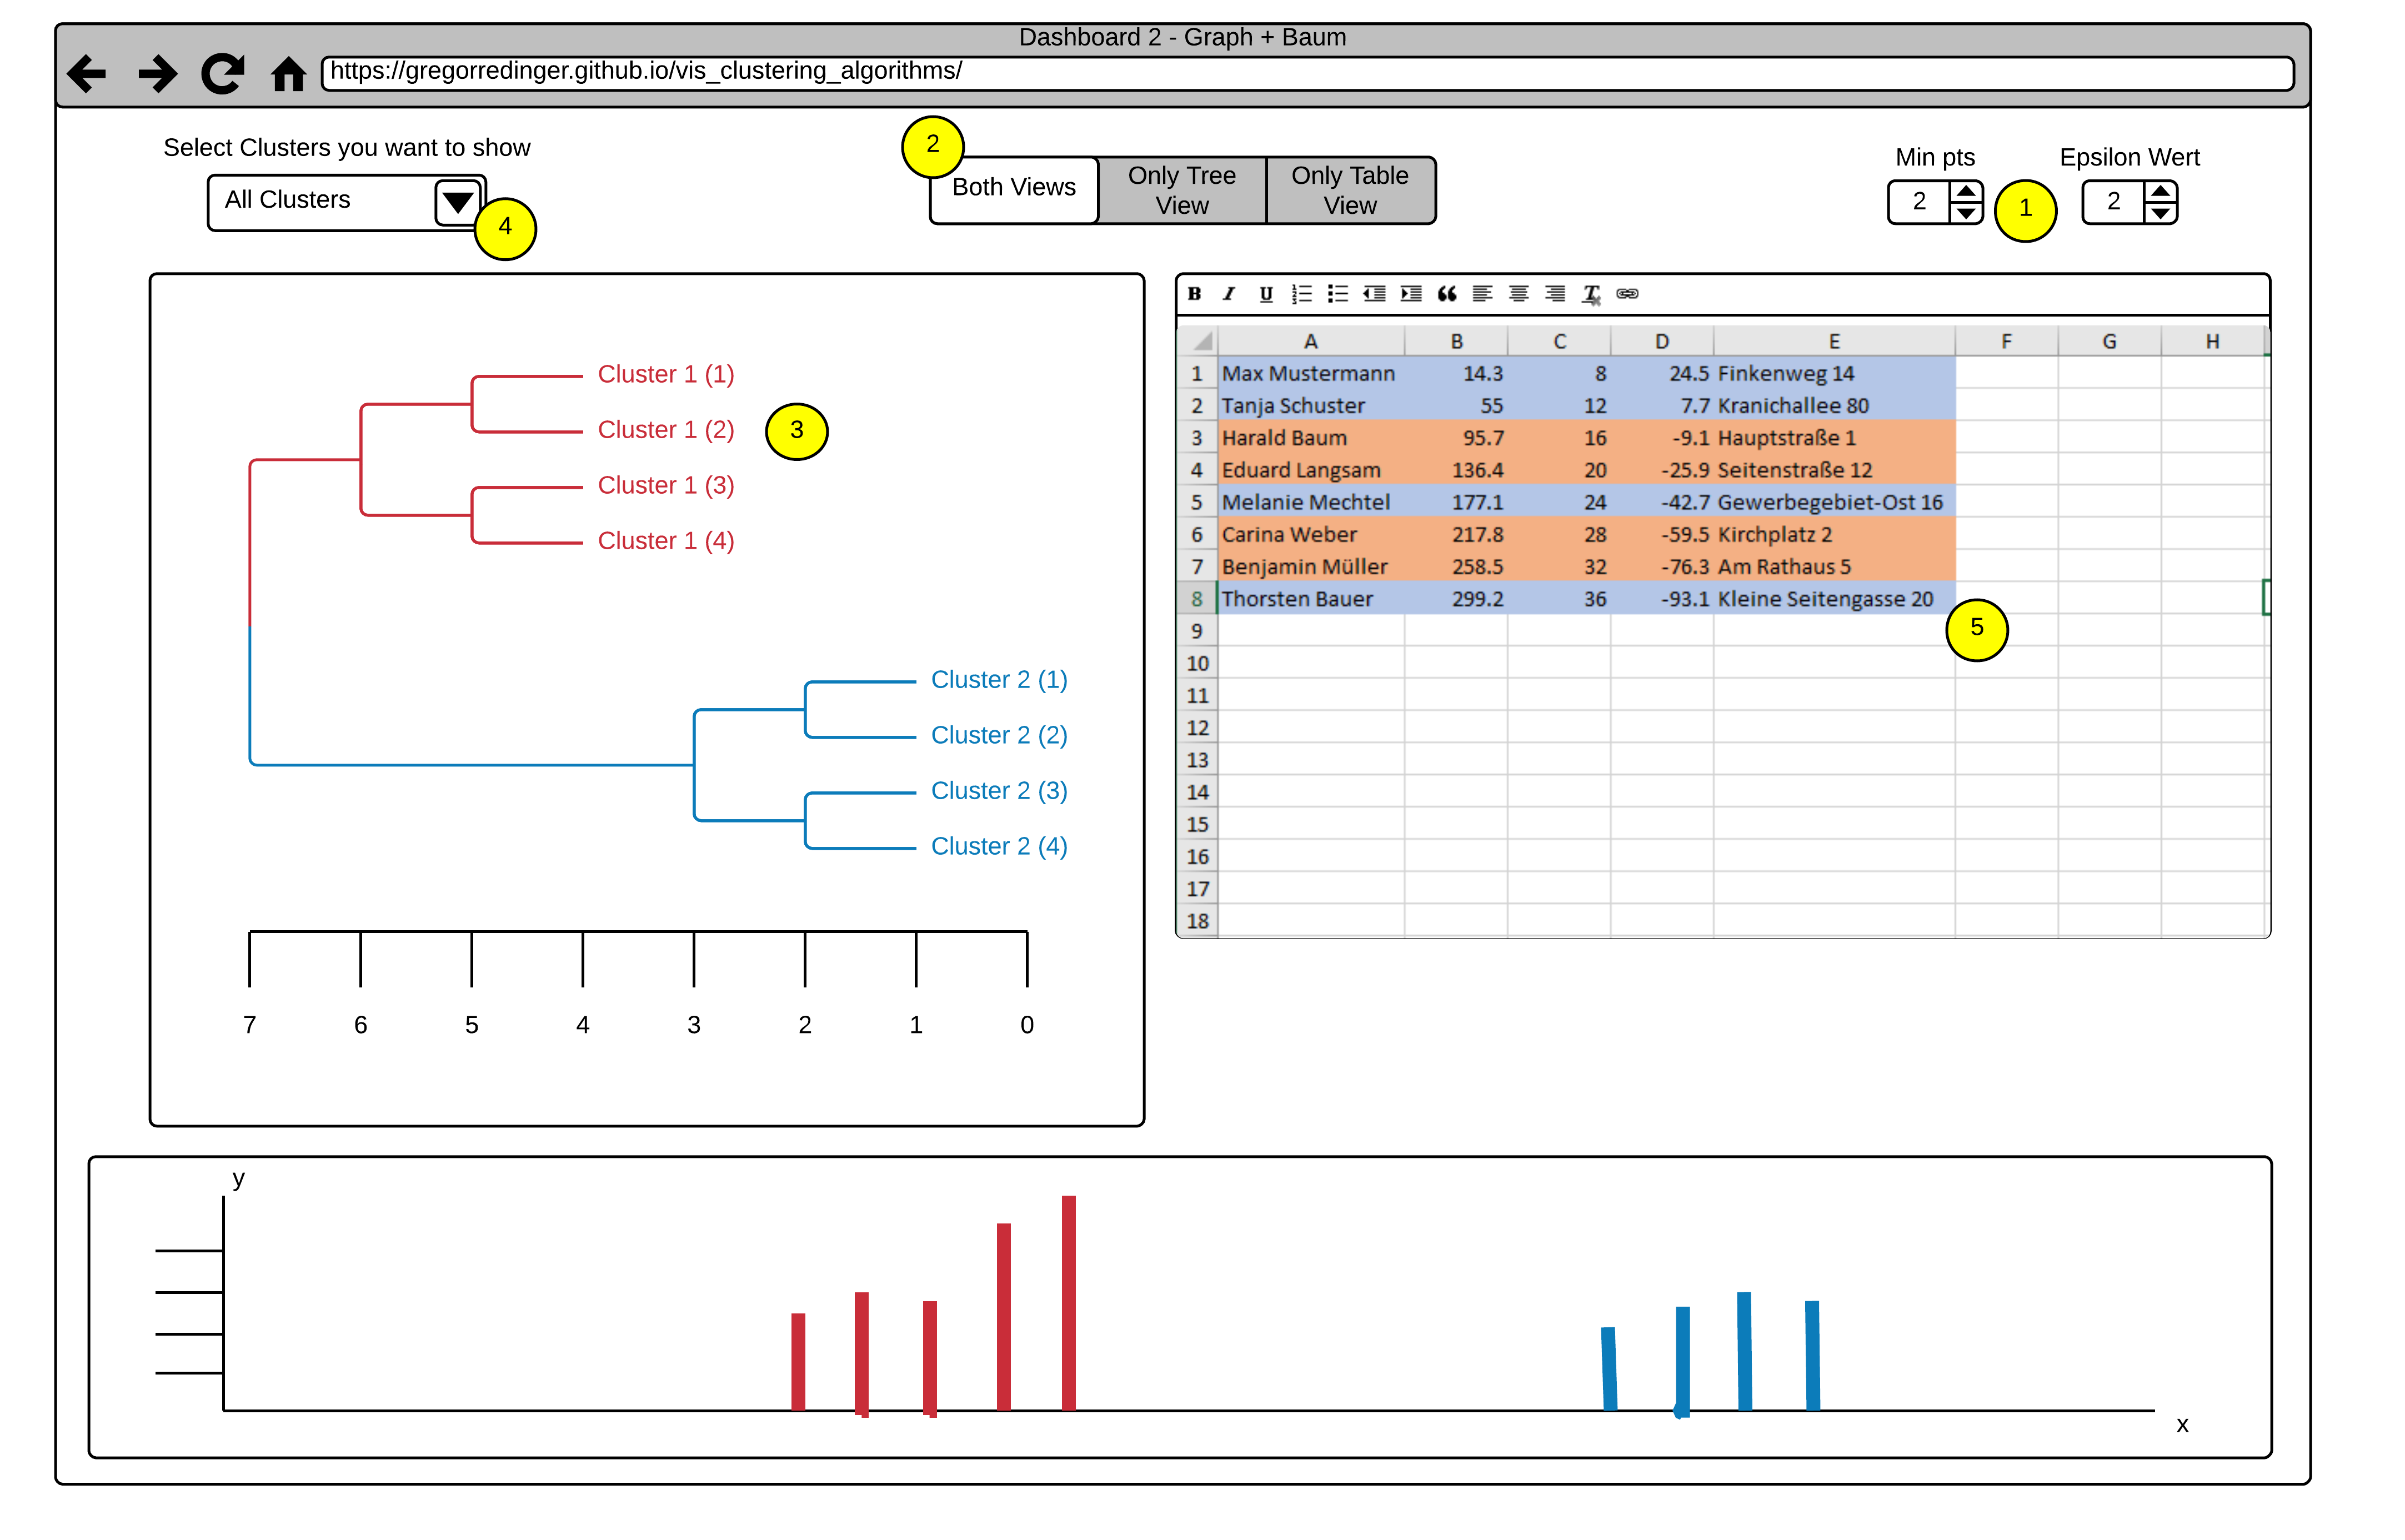 Dashboard 2 - Graph + Baum
https://gregorredinger.github.io/vis_clustering_algorithms/
Select Clusters you want to show
All Clusters
4
2
Both Views
Only Tree
View
Only Table
View
Min pts
2
1
Epsilon Wert
2
Cluster 1 (1)
Cluster 1 (2)
3
Cluster 1 (3)
Cluster 1 (4)
Cluster 2 (1)
Cluster 2 (2)
Cluster 2 (3)
Cluster 2 (4)
7 6 5 4 3 2 1 0
B I U
A B C D E F G H
1 Max Mustermann 14.3 8 24.5 Finkenweg 14
2 Tanja Schuster 55 12 7.7 Kranichallee 80
3 Harald Baum 95.7 16 -9.1 Hauptstraße 1
4 Eduard Langsam 136.4 20 -25.9 Seitenstraße 12
5 Melanie Mechtel 177.1 24 -42.7 Gewerbegebiet-Ost 16
6 Carina Weber 217.8 28 -59.5 Kirchplatz 2
7 Benjamin Müller 258.5 32 -76.3 Am Rathaus 5
8 Thorsten Bauer 299.2 36 -93.1 Kleine Seitengasse 20
5
9
10
11
12
13
14
15
16
17
18
y
x